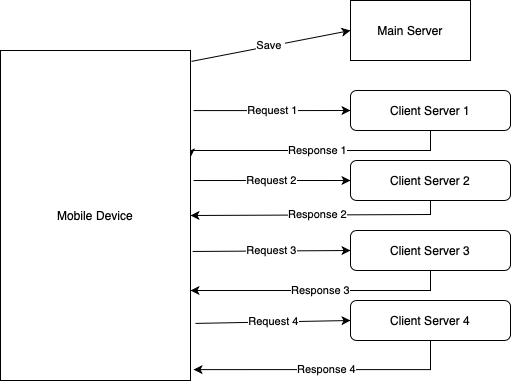 Main Server
Save
Client Server 1
Request 1
Response 1
Client Server 2
Request 2
Mobile Device
Response 2
Client Server 3
Request 3
Response 3
Client Server 4
Request 4
Response 4